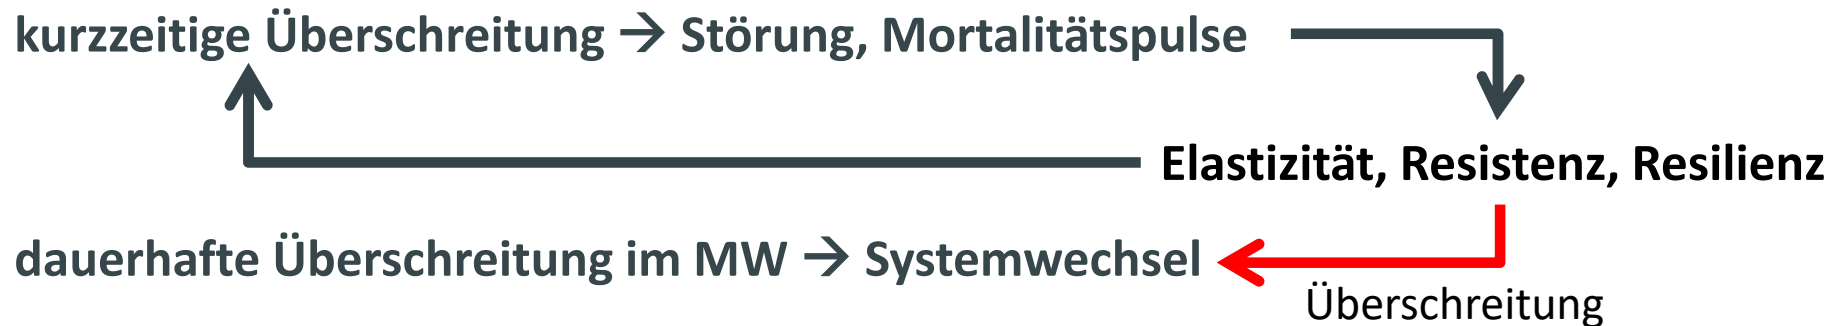 kurzzeitige Überschreitung → Störung, Mortalitätspulse
Elastizität, Resistenz, Resilienz
dauerhafte Überschreitung im MW → Systemwechsel
Überschreitung